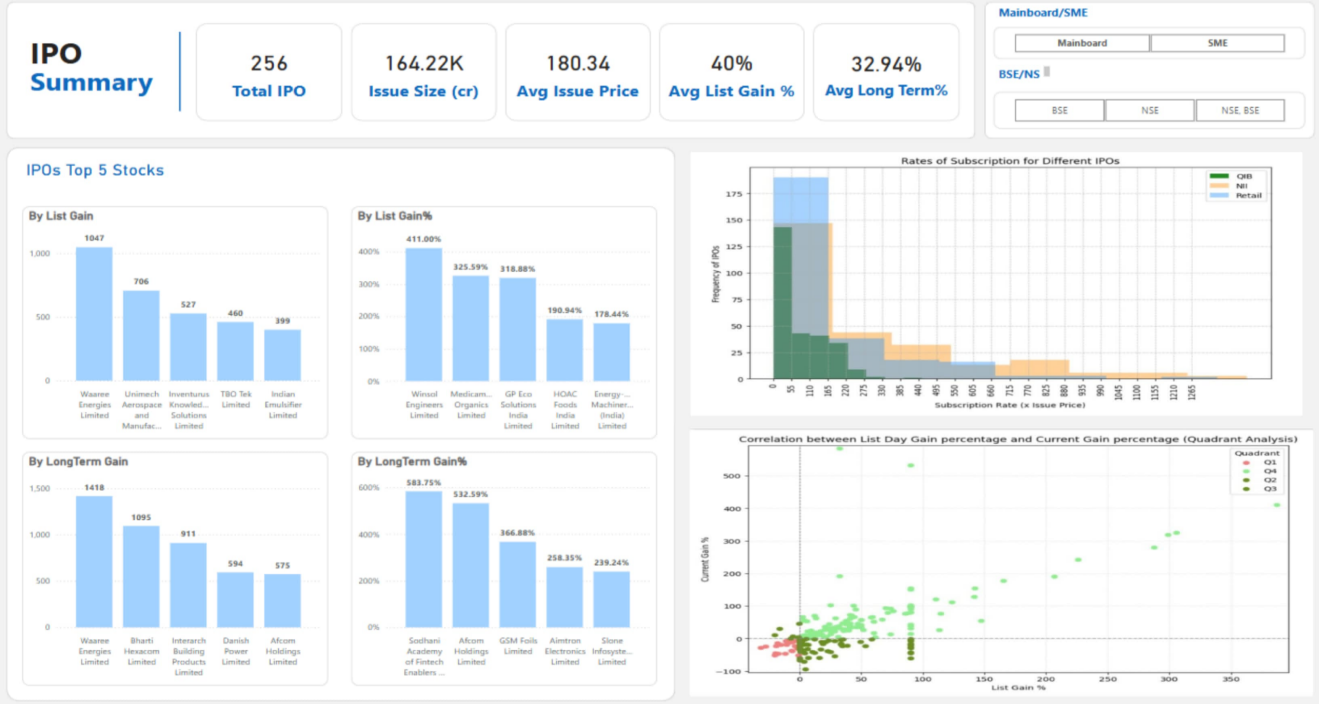 IPO
Summary
256
Total IPO
164.22K
Issue Size (cr)
180.34
Avg Issue Price
40%
Avg List Gain %
32.94%
Avg Long Term%
Mainboard/SME
Mainboard
SME
BSE/NS
BSE
NSE
NSE, BSE
IPOs Top 5 Stocks
By List Gain
1,000
500
0
1047
706
527
460
399
Waaree
Energies
Limited
Unimech
Aerospace
and
Manufac...
Inventurus
Knowled...
Solutions
Limited
TBO Tek
Limited
Indian
Emulsifier
Limited
By List Gain%
400%
300%
200%
100%
0%
411.00%
325.59%
318.88%
190.94%
178.44%
Winsol
Engineers
Limited
Medicam...
Organics
Limited
GP Eco
Solutions
India
Limited
HOAC
Foods
India
Limited
Energy-...
Machiner...
(India)
Limited
By LongTerm Gain
1,500
1,000
500
0
1418
1095
911
594
575
Waaree
Energies
Limited
Bharti
Hexacom
Limited
Interarch
Building
Products
Limited
Danish
Power
Limited
Afcom
Holdings
Limited
By LongTerm Gain%
600%
400%
200%
0%
583.75%
532.59%
366.88%
258.35%
239.24%
Sodhani
Academy
of Fintech
Enablers ...
Afcom
Holdings
Limited
GSM Foils
Limited
Aimtron
Electronics
Limited
Slone
Infosyste...
Limited
Rates of Subscription for Different IPOs
QIB
NII
Retail
Frequency of IPOs
175
150
125
100
75
50
25
0
0
55
110
165
220
275
330
385
440
495
550
605
660
715
770
825
880
935
990
1045
1100
1155
1210
1265
Subscription Rate (x Issue Price)
Correlation between List Day Gain percentage and Current Gain percentage (Quadrant Analysis)
Quadrant
Q1
Q4
Q2
Q3
Current Gain %
500
400
300
200
100
0
−100
0
50
100
150
200
250
300
350
List Gain %